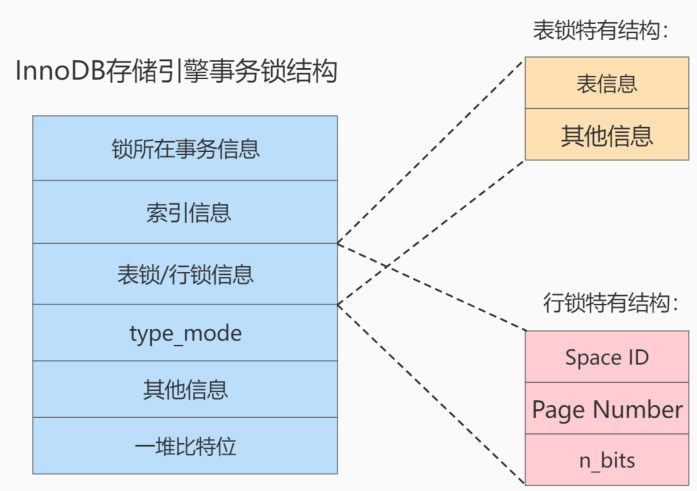 InnoDB存储引擎事务锁结构
锁所在事务信息
索引信息
表锁/行锁信息
type_mode
其他信息
一堆比特位
表锁特有结构：
表信息
其他信息
行锁特有结构：
Space ID
Page Number
n_bits